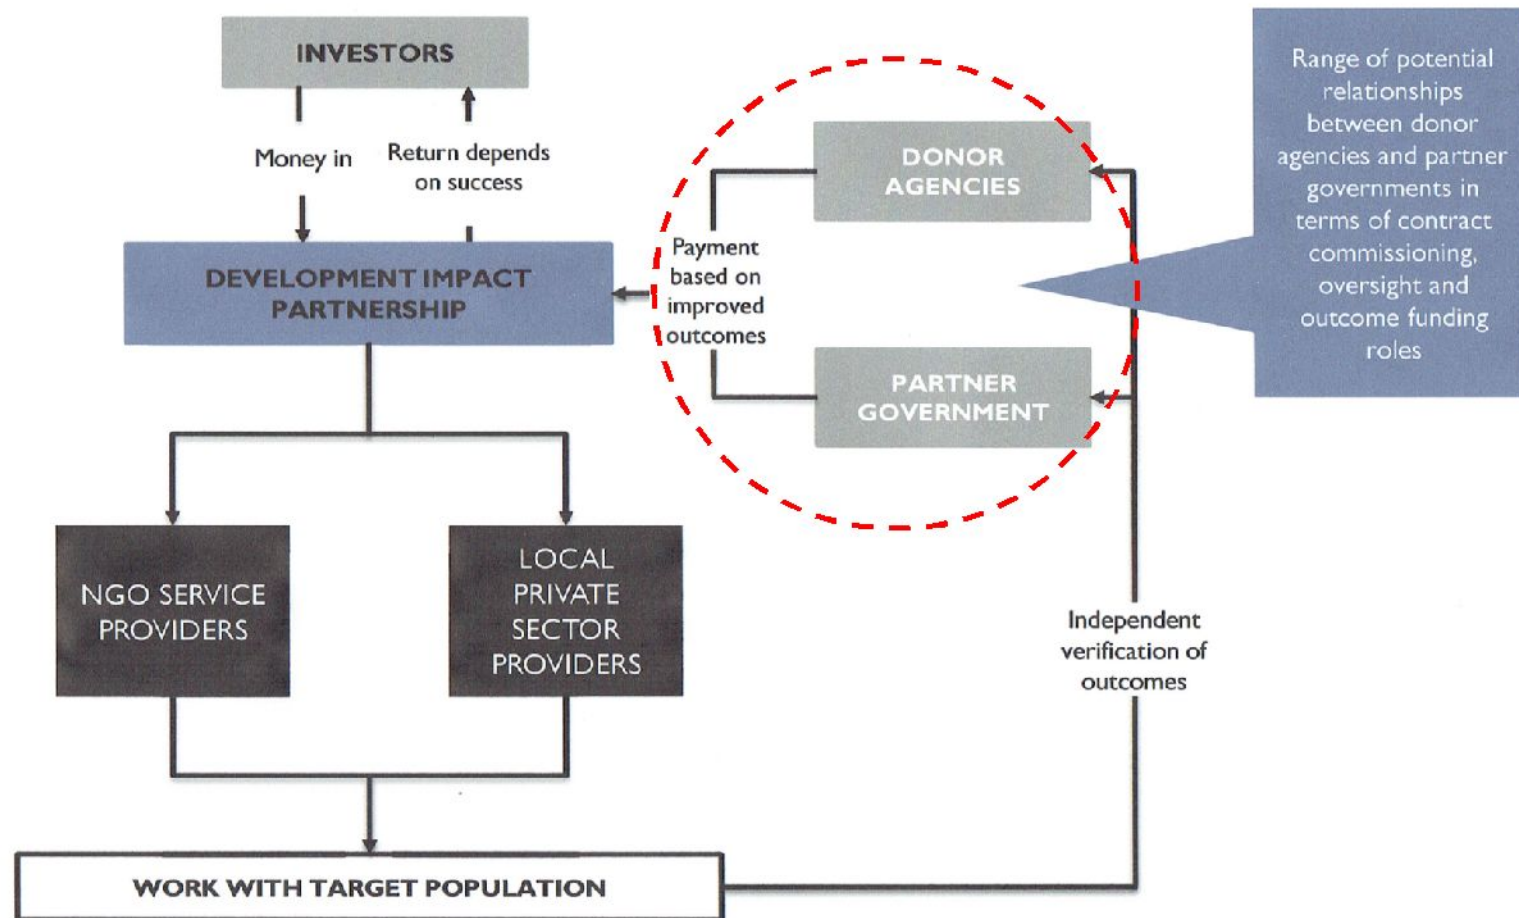 INVESTORS
Money in
Return depends
on success
DEVELOPMENT IMPACT
PARTNERSHIP
Payment
based on
improved
outcomes
DONOR
AGENCIES
PARTNER
GOVERNMENT
Range of potential
relationships
between donor
agencies and partner
governments in
terms of contract
commissioning,
oversight and
outcome funding
roles
NGO SERVICE
PROVIDERS
LOCAL
PRIVATE
SECTOR
PROVIDERS
Independent
verification of
outcomes
WORK WITH TARGET POPULATION